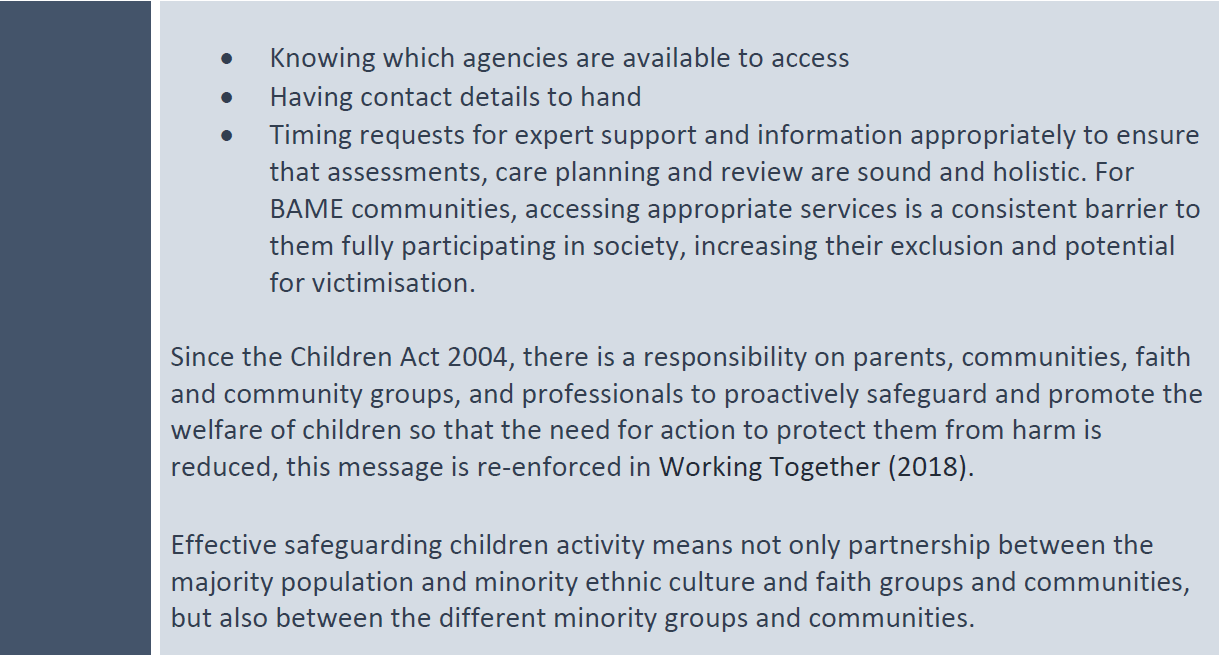 • Knowing which agencies are available to access
• Having contact details to hand
• Timing requests for expert support and information appropriately to ensure
that assessments, care planning and review are sound and holistic. For
BAME communities, accessing appropriate services is a consistent barrier to
them fully participating in society, increasing their exclusion and potential
for victimisation.
Since the Children Act 2004, there is a responsibility on parents, communities, faith
and community groups, and professionals to proactively safeguard and promote the
welfare of children so that the need for action to protect them from harm is
reduced, this message is re-enforced in Working Together (2018).
Effective safeguarding children activity means not only partnership between the
majority population and minority ethnic culture and faith groups and communities,
but also between the different minority groups and communities.